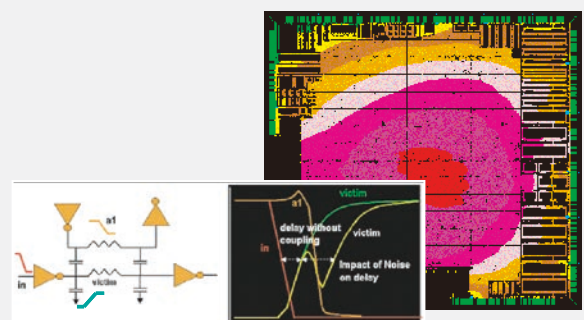 a1
in
victim
a1
victim
in
delay without
coupling
victim
Impact of Noise
on delay